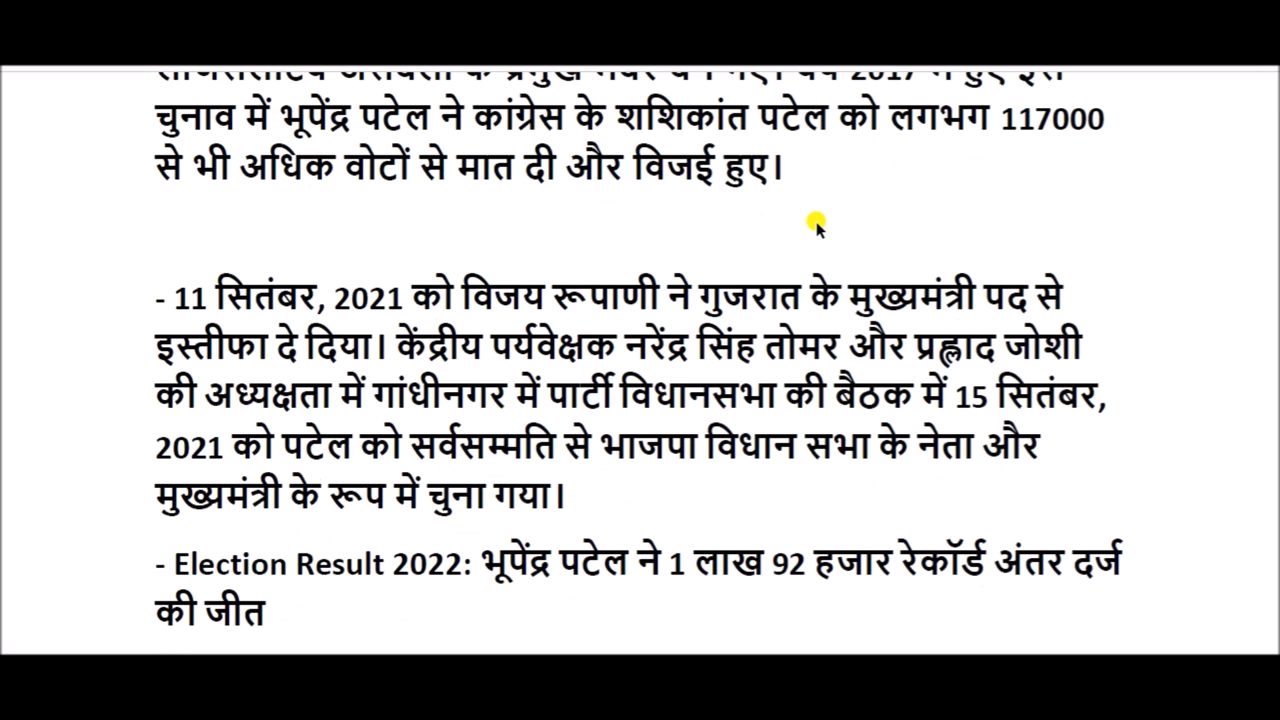 चुनाव में भूपेंद्र पटेल ने कांग्रेस के शशिकांत पटेल को लगभग 117000
से भी अधिक वोटों से मात दी और विजई हुए।
- 11 सितंबर, 2021 को विजय रूपाणी ने गुजरात के मुख्यमंत्री पद से
इस्तीफा दे दिया। केंद्रीय पर्यवेक्षक नरेंद्र सिंह तोमर और प्रह्लाद जोशी
की अध्यक्षता में गांधीनगर में पार्टी विधानसभा की बैठक में 15 सितंबर,
2021 को पटेल को सर्वसम्मति से भाजपा विधान सभा के नेता और
मुख्यमंत्री के रूप में चुना गया।
- Election Result 2022: भूपेंद्र पटेल ने 1 लाख 92 हजार रेकॉर्ड अंतर दर्ज
की जीत